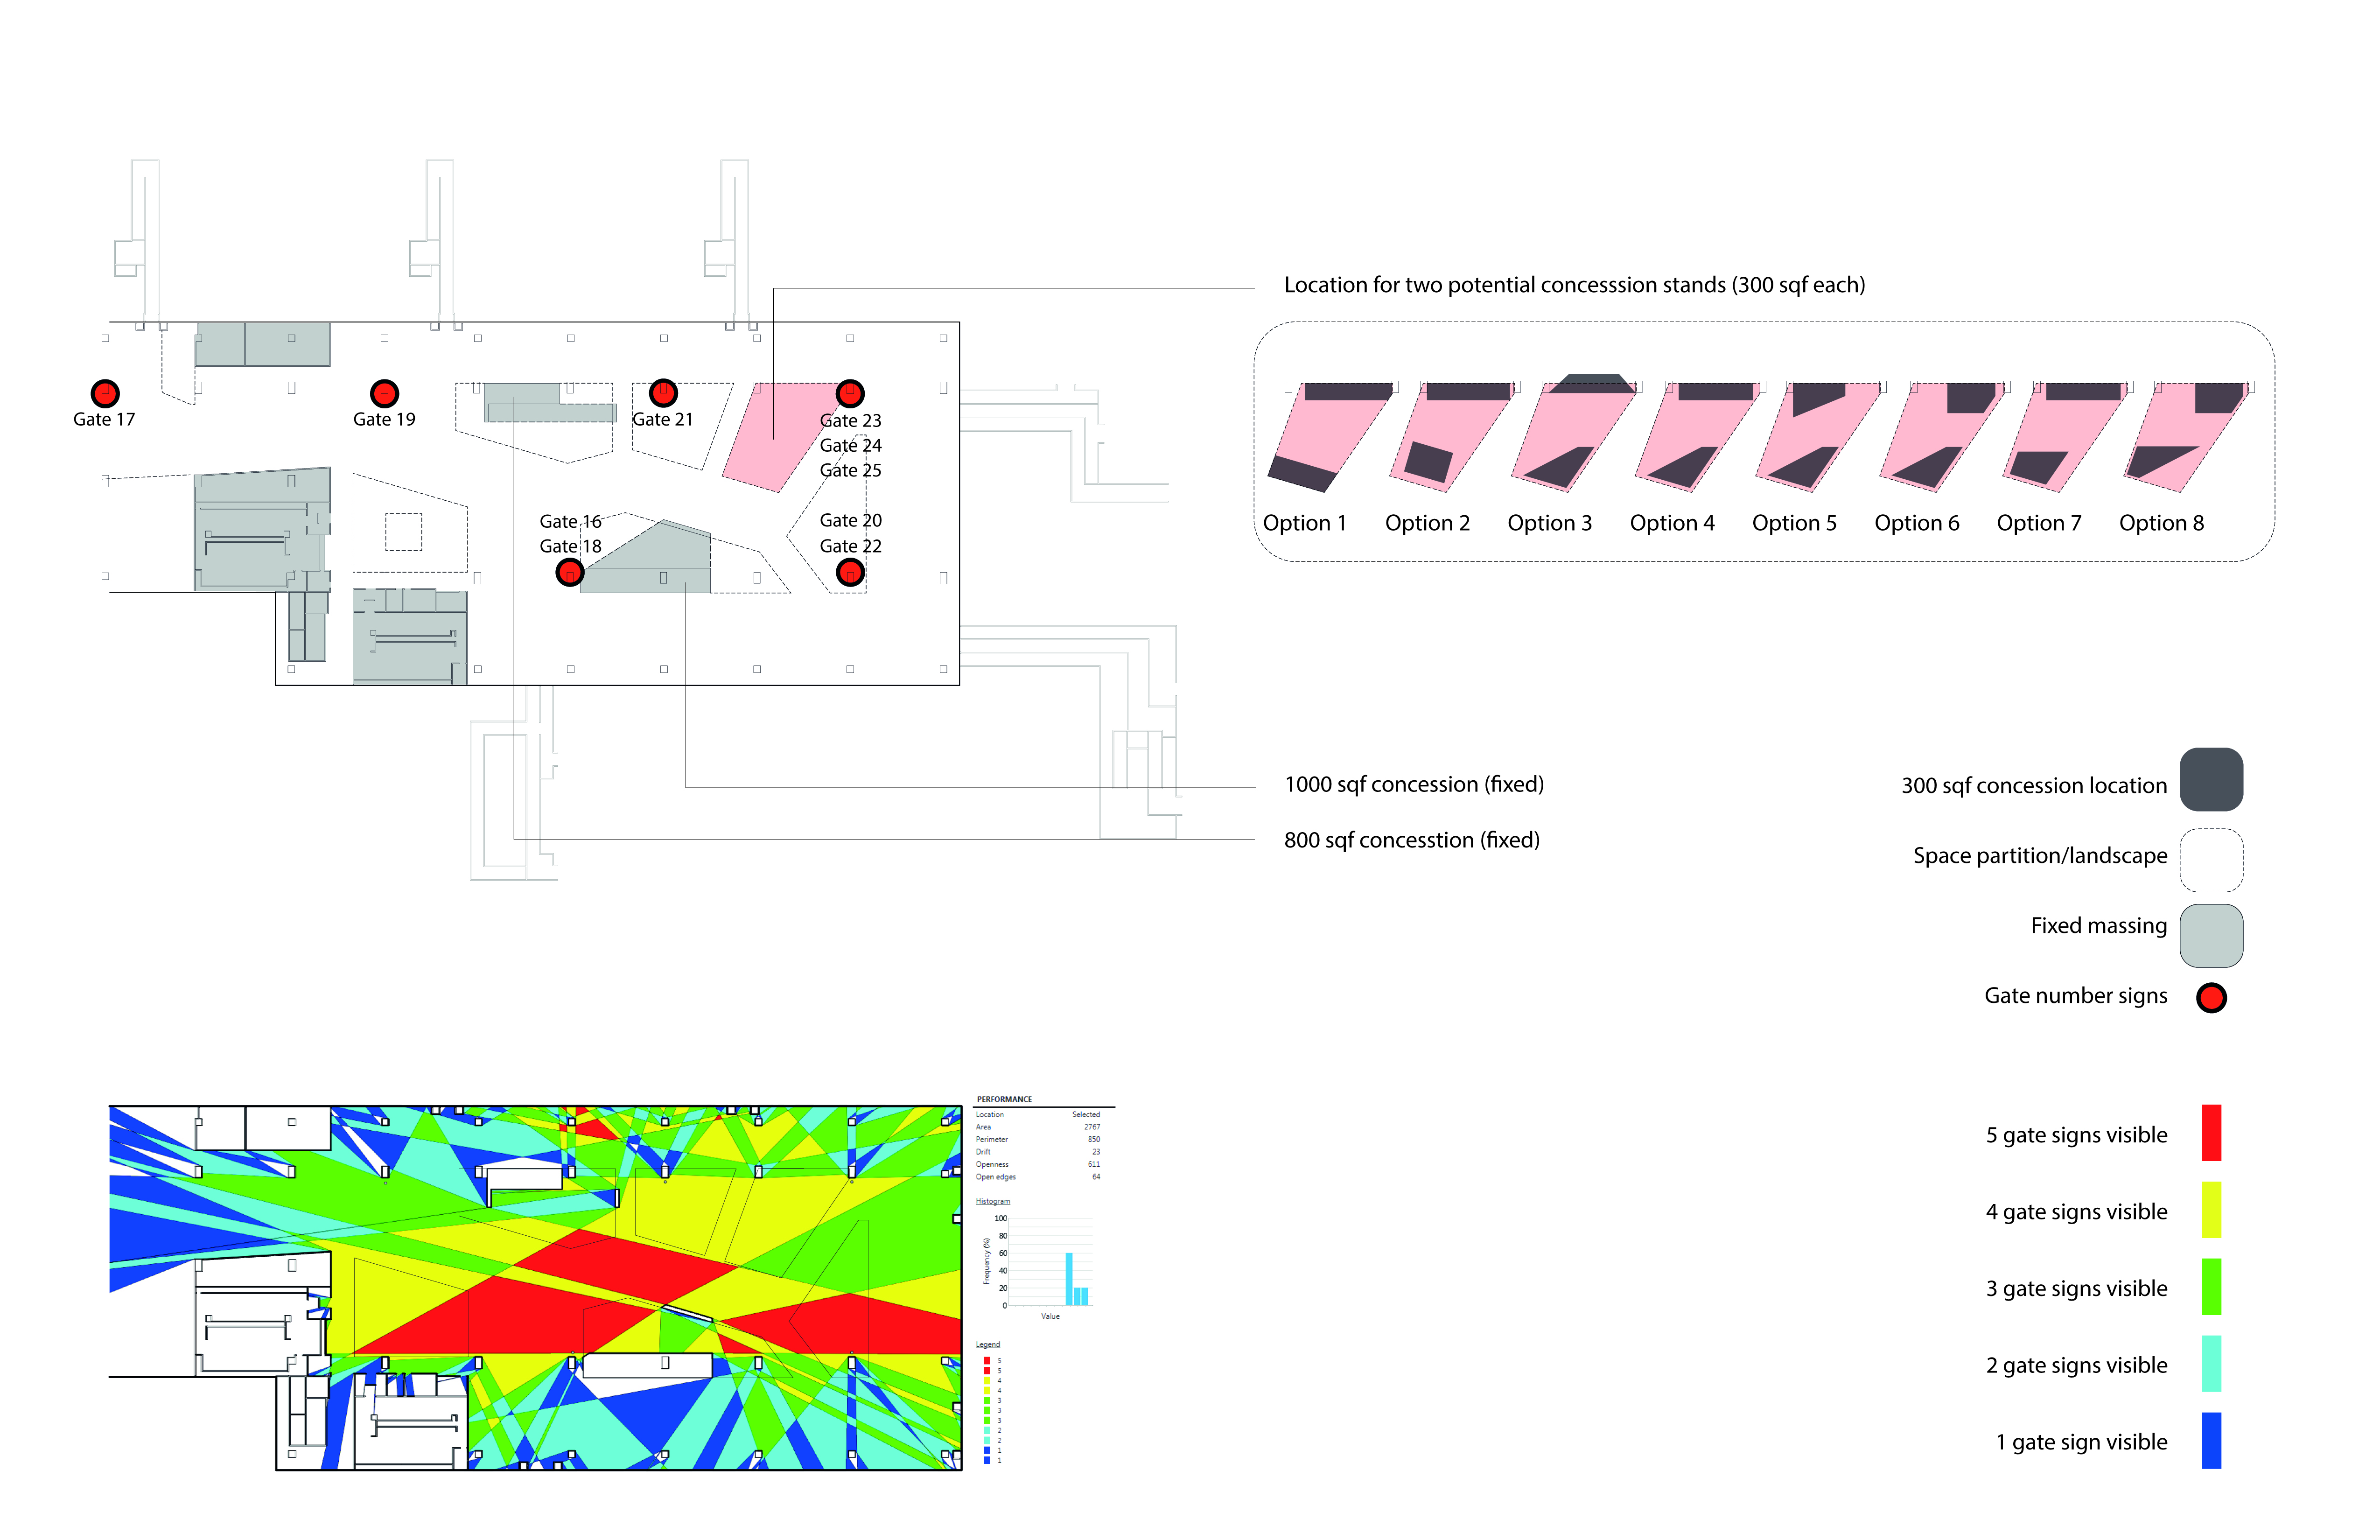 Location for two potential concesssion stands (300 sqf each)
Gate 17
Gate 19
Gate 21
Gate 23
Gate 24
Gate 25
Gate 16
Gate 18
Gate 20
Gate 22
Option 1
Option 2
Option 3
Option 4
Option 5
Option 6
Option 7
Option 8
1000 sqf concession (fixed)
800 sqf concesstion (fixed)
300 sqf concession location
Space partition/landscape
Fixed massing
Gate number signs
PERFORMANCE
Location Selected
Area 2767
Perimeter 850
Drift 23
Openness 611
Open edges 64
Histogram
100
80
60
40
20
0
Frequency (%)
Value
Legend
5
5
4
4
3
3
3
2
2
1
1
5 gate signs visible
4 gate signs visible
3 gate signs visible
2 gate signs visible
1 gate sign visible